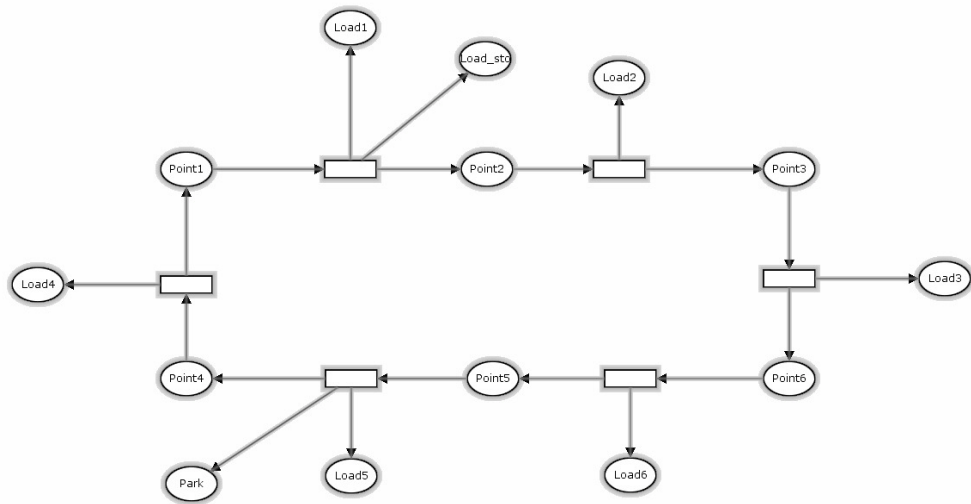 Load1
Load_sto
Load2
Point1
Point2
Point3
Load4
Load3
Point4
Point5
Point6
Park
Load5
Load6